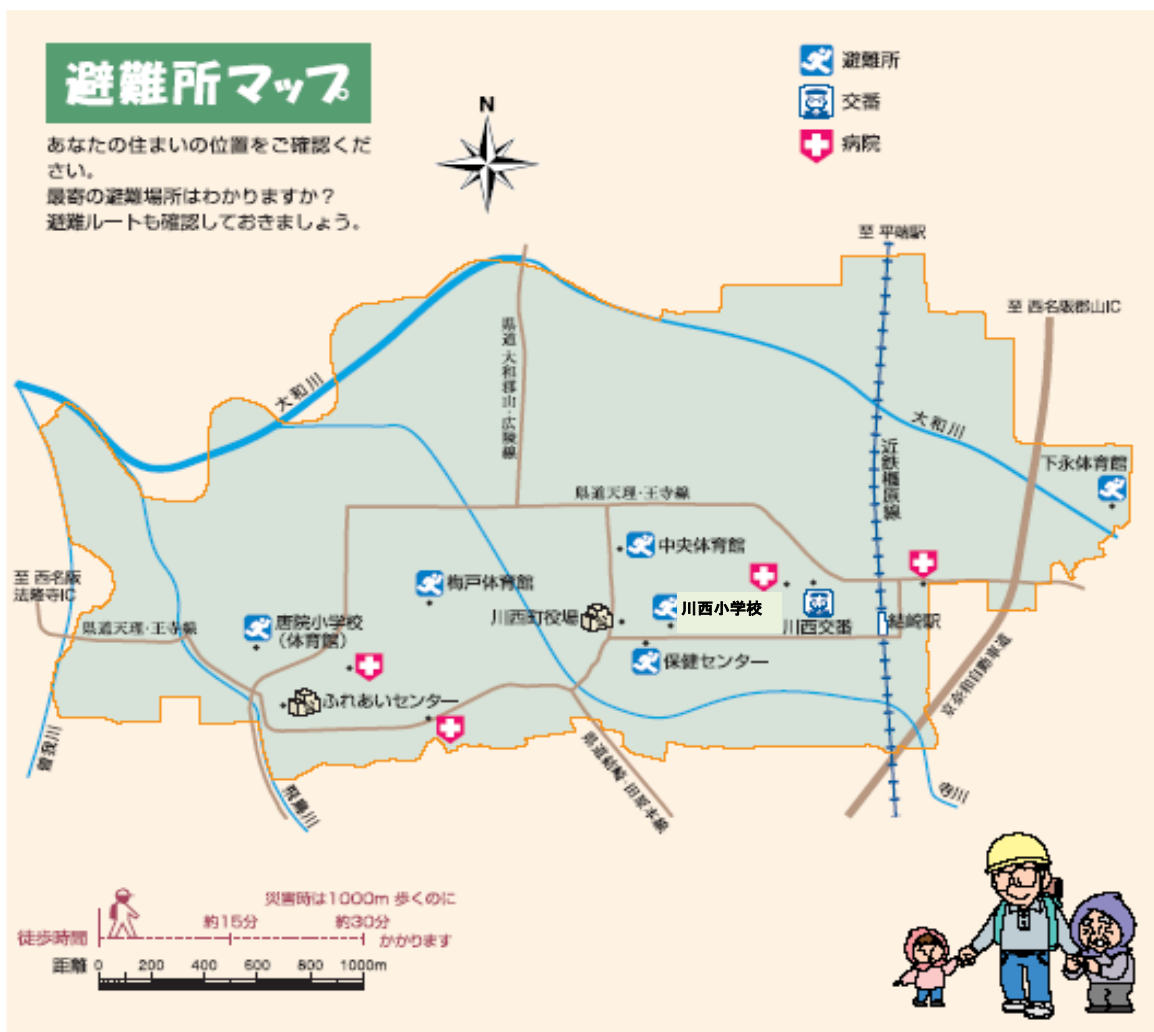 避難所マップ
あなたの住まいの位置をご確認くだ
さい。
最寄の避難場所はわかりますか？
避難ルートも確認しておきましょう。
N
避難所
交番
病院
至 平端駅
至 西名阪郡山IC
大和川
県道 大和郡山・広陵線
大和川
近鉄橿原線
下永体育館
県道天理・王寺線
中央体育館
至 西名阪
法隆寺IC
梅戸体育館
川西町役場
川西小学校
川西交番
結崎駅
県道天理・王寺線
唐院小学校
（体育館）
保健センター
ふれあいセンター
京奈和自動車道
曽我川
飛鳥川
県道結崎・田原本線
寺川
災害時は1000m 歩くのに
約15分
約30分
徒歩時間
かかります
距離 0 200 400 600 800 1000m